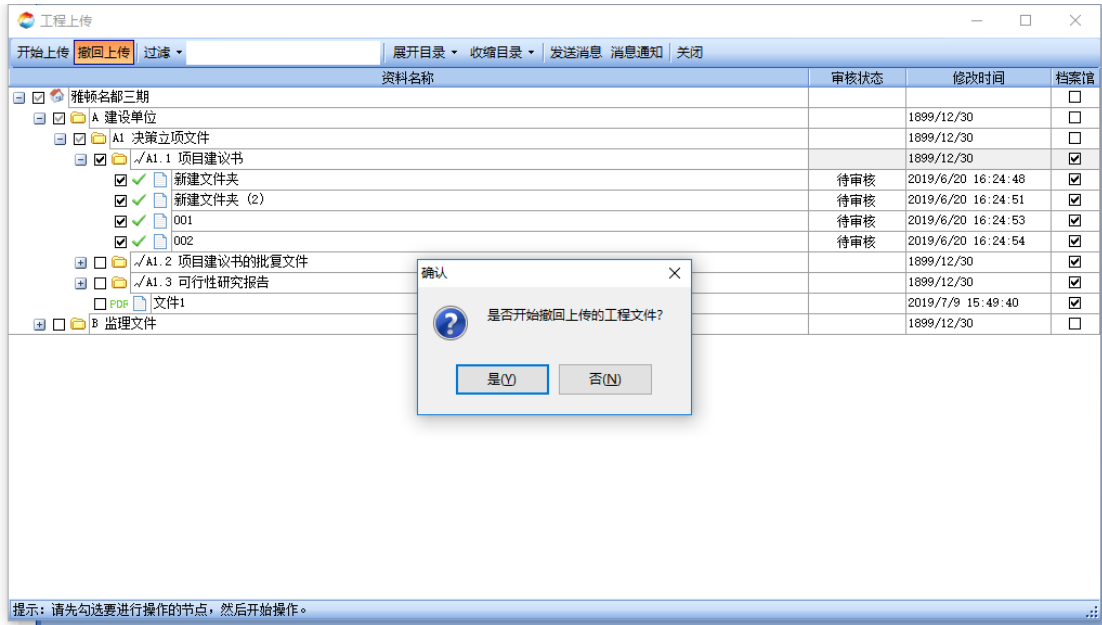 工程上传
开始上传 撤回上传 过滤 展开目录 收缩目录 发送消息 消息通知 关闭
资料名称 审核状态 修改时间 档案馆
雅顿名都三期
A 建设单位 1899/12/30
A1 决策立项文件 1899/12/30
√A1.1 项目建议书 1899/12/30
新建文件夹 待审核 2019/6/20 16:24:48
新建文件夹 (2) 待审核 2019/6/20 16:24:51
001 待审核 2019/6/20 16:24:53
002 待审核 2019/6/20 16:24:54
√A1.2 项目建议书的批复文件 1899/12/30
√A1.3 可行性研究报告 1899/12/30
PDF 文件1 2019/7/9 15:49:40
B 监理文件 1899/12/30
确认
是否开始撤回上传的工程文件?
是(Y) 否(N)
提示: 请先勾选要进行操作的节点，然后开始操作。